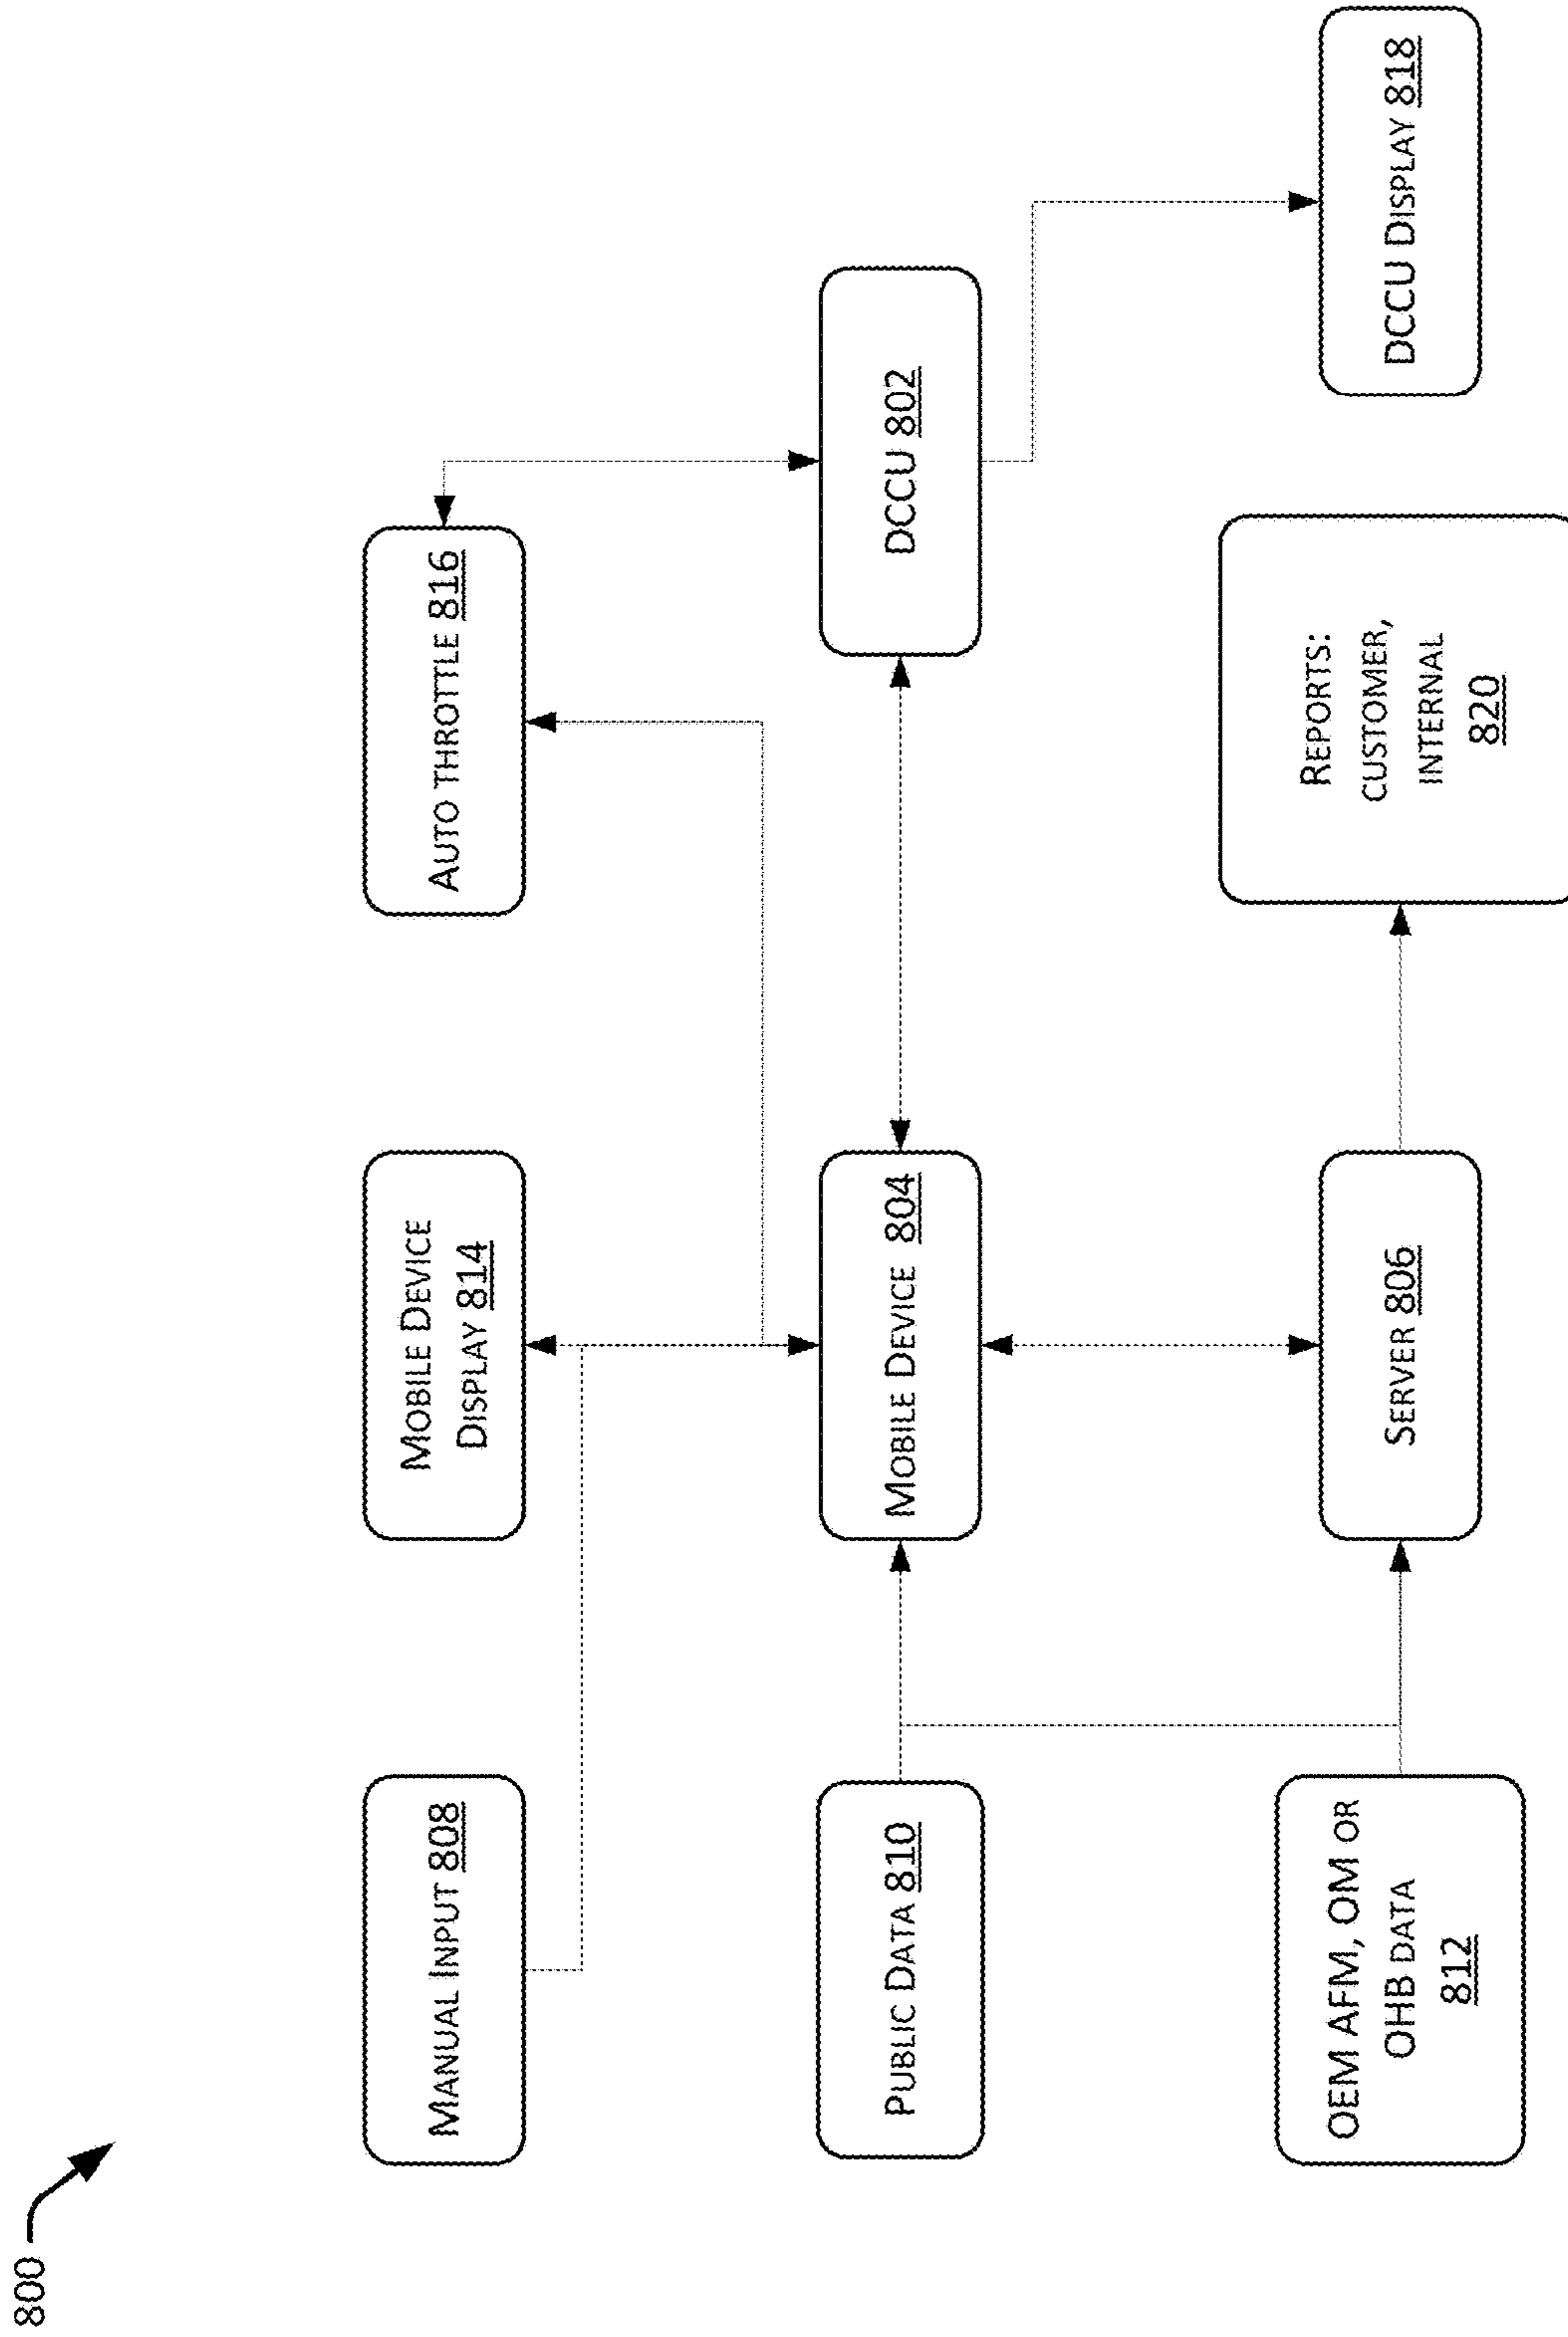 800
MANUAL INPUT 808
MOBILE DEVICE
DISPLAY 814
AUTO THROTTLE 816
PUBLIC DATA 810
MOBILE DEVICE 804
DCCU 802
OEM AFM, OM OR
OHB DATA
812
SERVER 806
REPORTS:
CUSTOMER,
INTERNAL
820
DCCU DISPLAY 818